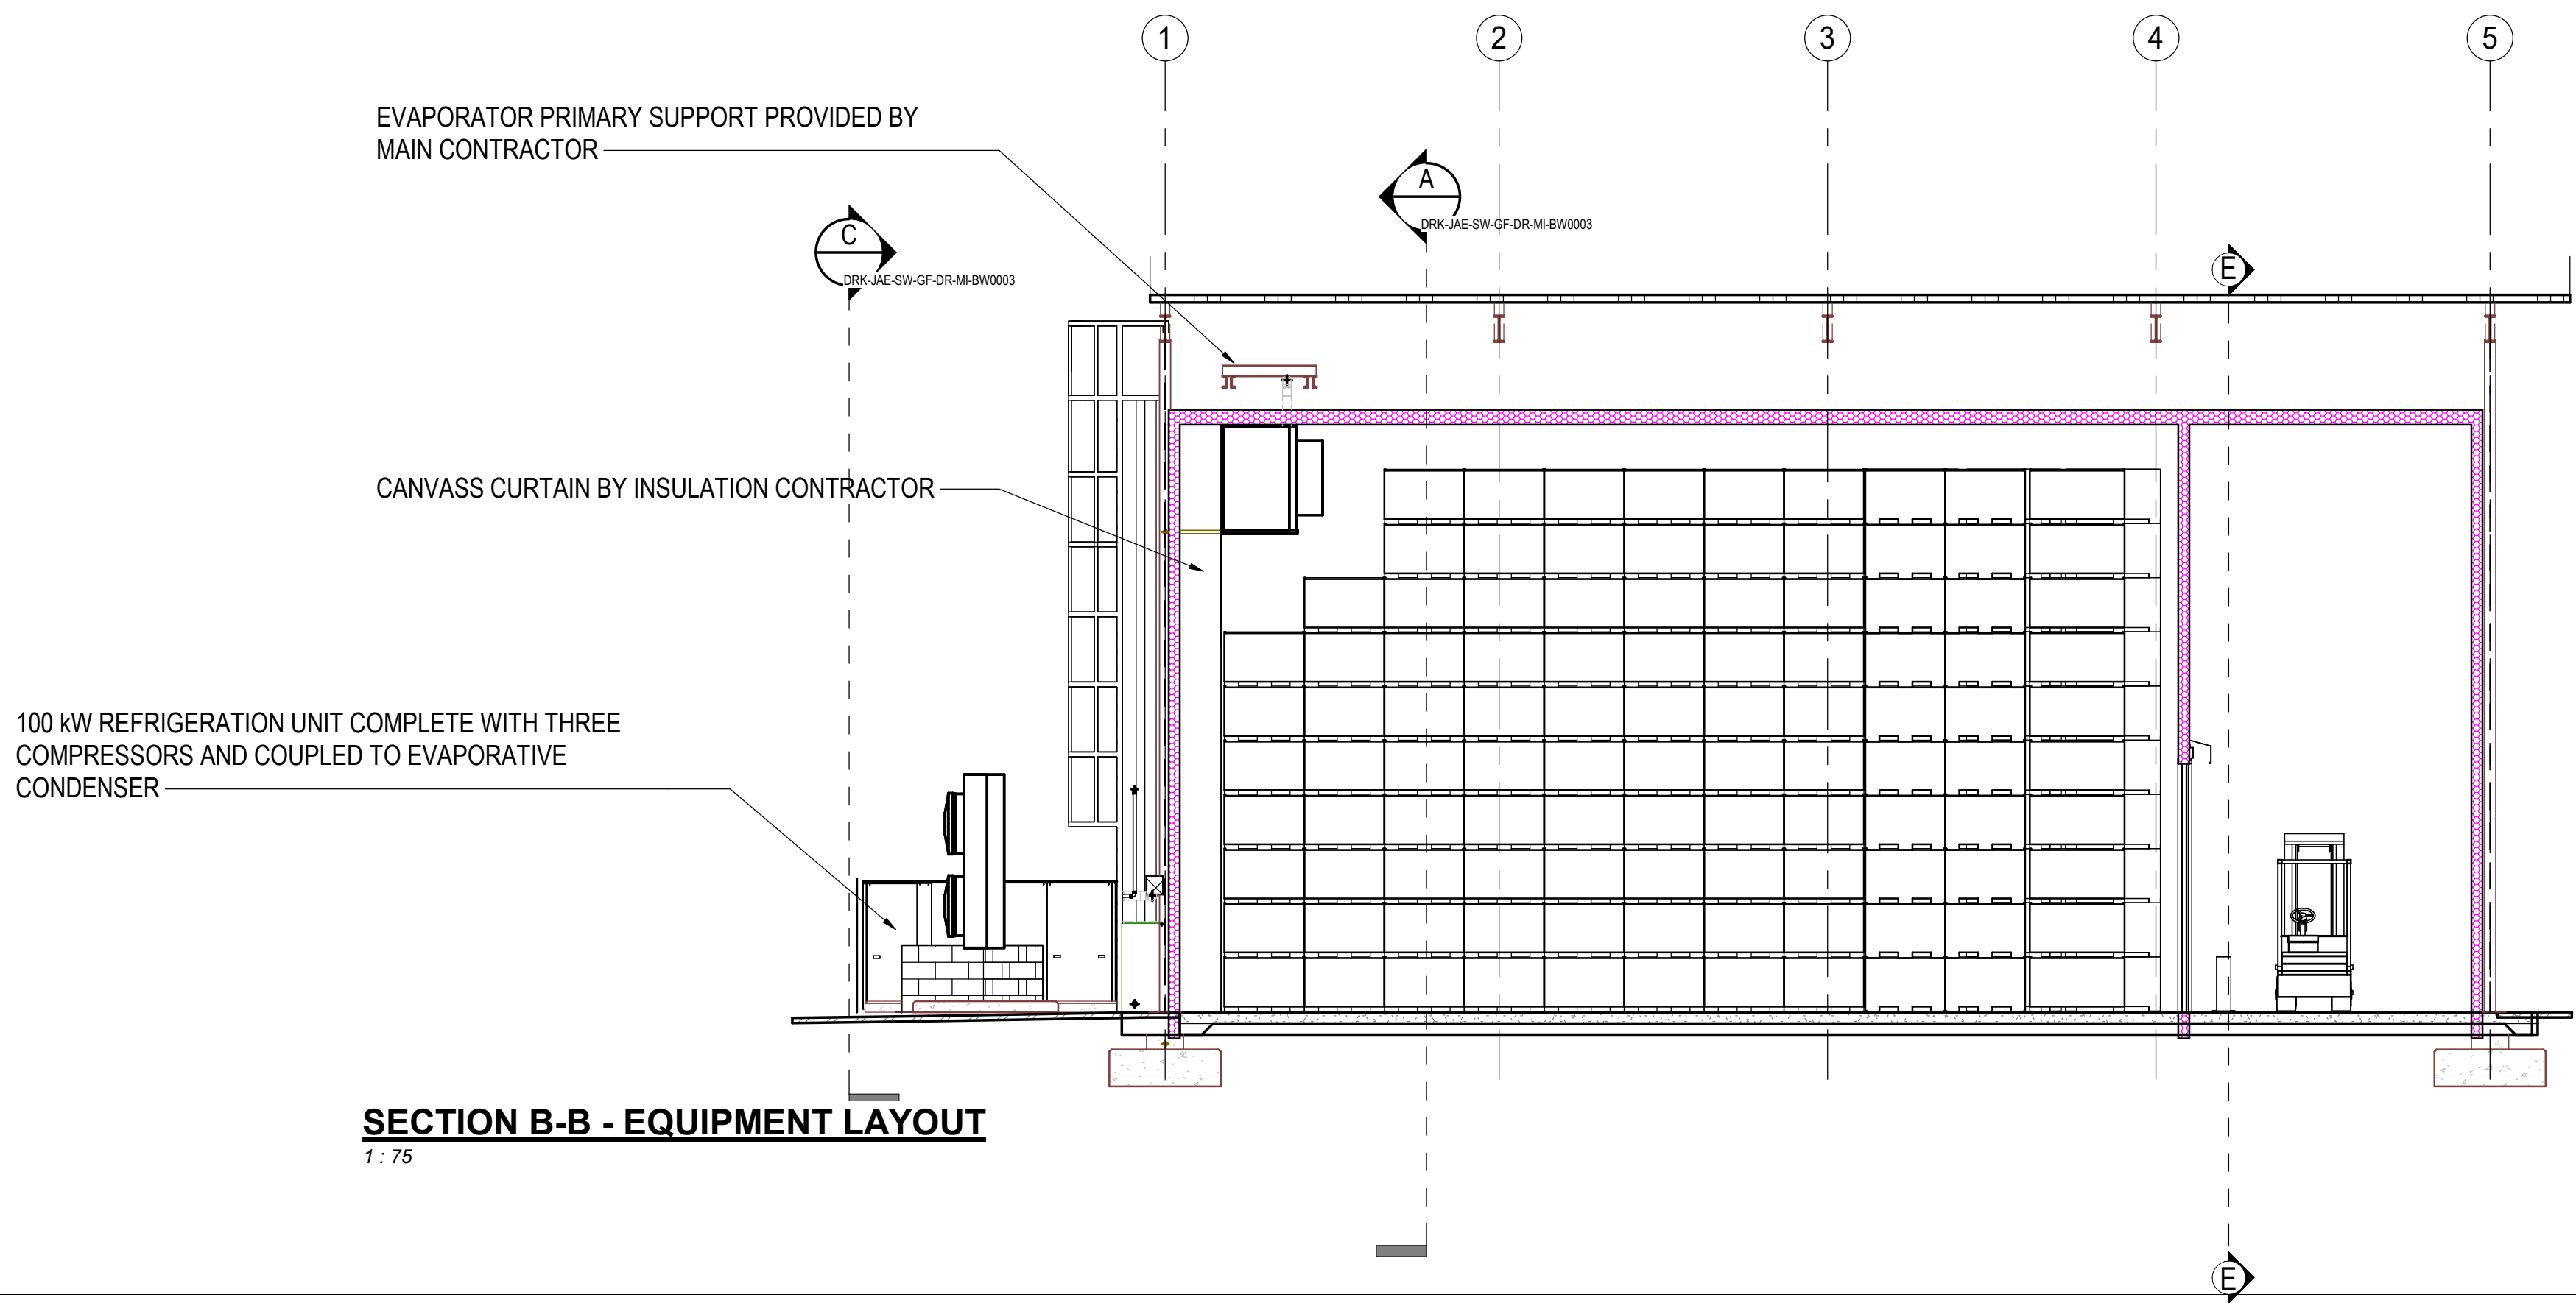 1
2
3
4
5
EVAPORATOR PRIMARY SUPPORT PROVIDED BY
MAIN CONTRACTOR
A
DRK-JAE-SW-GF-DR-MI-BW0003
C
DRK-JAE-SW-GF-DR-MI-BW0003
E
CANVASS CURTAIN BY INSULATION CONTRACTOR
100 kW REFRIGERATION UNIT COMPLETE WITH THREE
COMPRESSORS AND COUPLED TO EVAPORATIVE
CONDENSER
SECTION B-B - EQUIPMENT LAYOUT
1 : 75
E